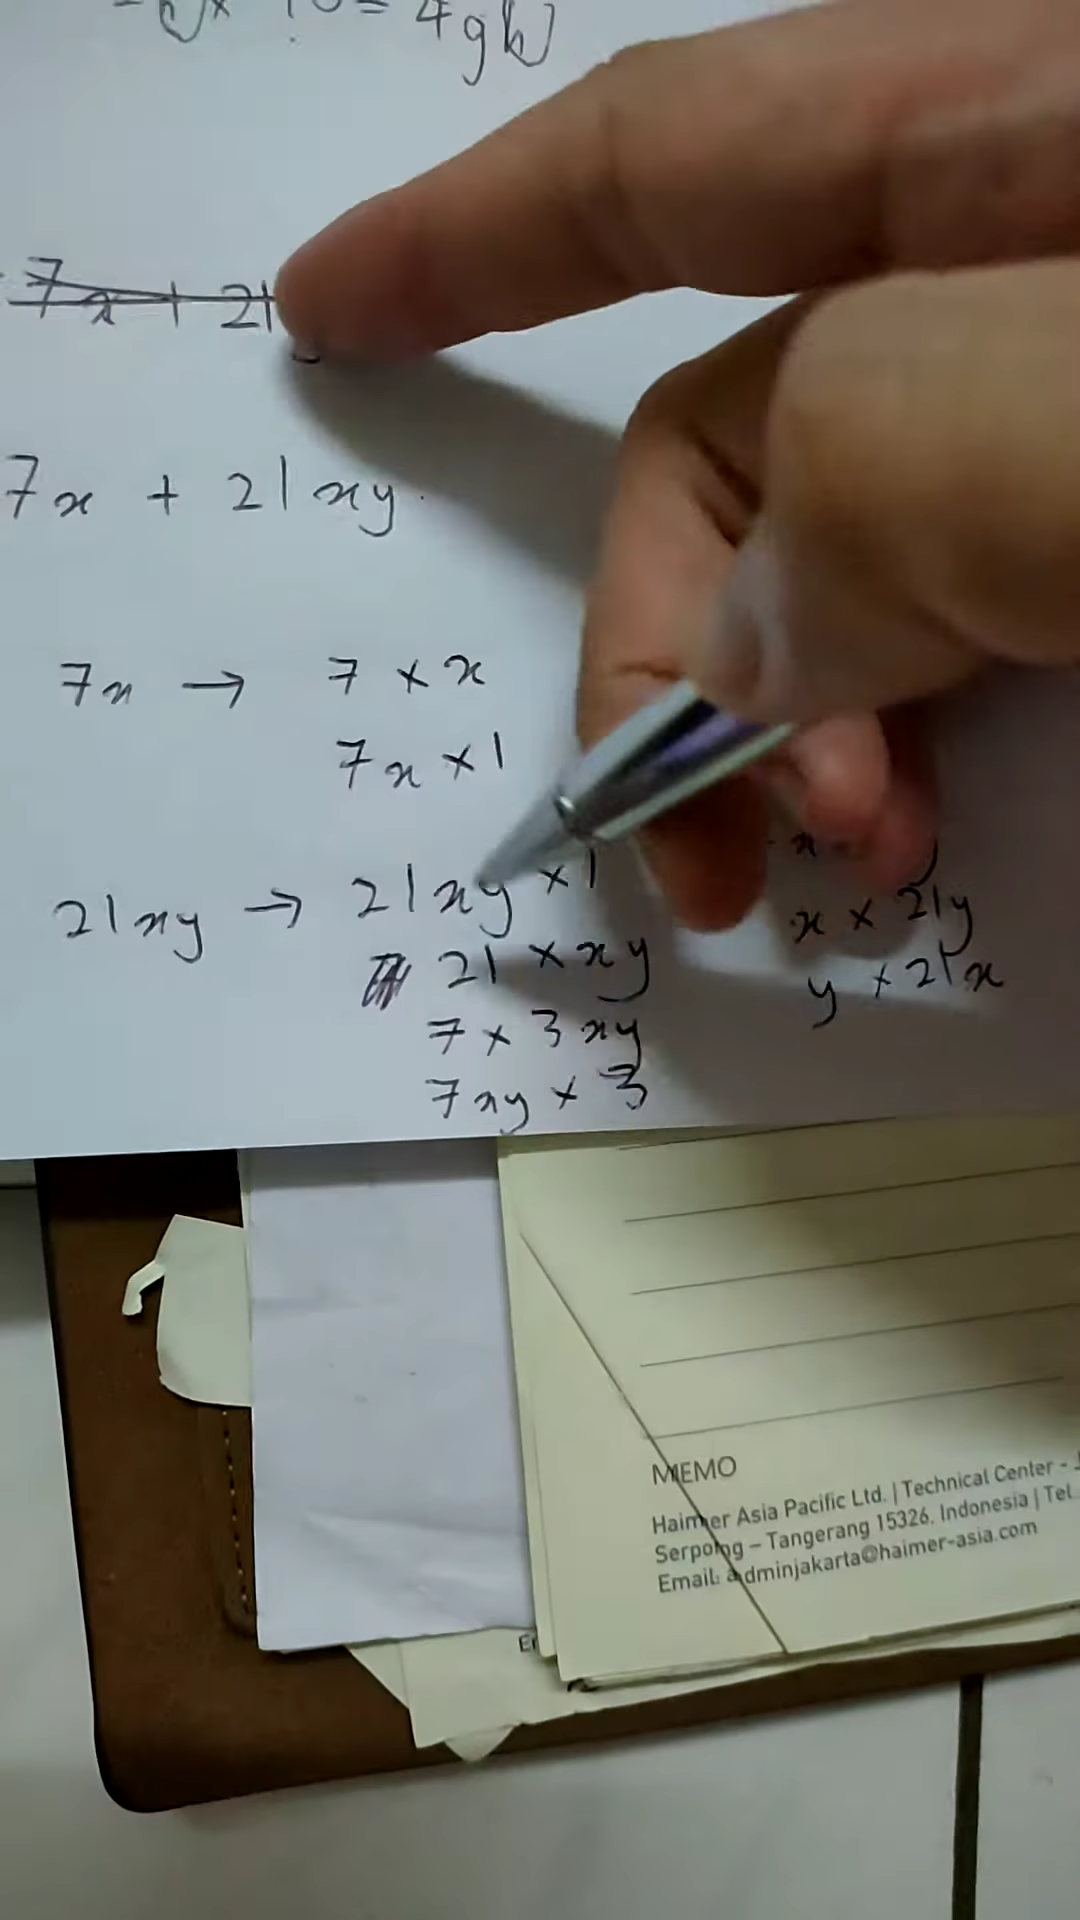 = 4gk
7x + 21
7x + 21xy
7x → 7 × x
7x × 1
21xy → 21xy × 1
21 × xy
7 × 3xy
7xy × 3
x × 21y
y × 21x
MEMO
Haimer Asia Pacific Ltd. | Technical Center -
Serpong – Tangerang 15326. Indonesia | Tel.
Email: adminjakarta@haimer-asia.com